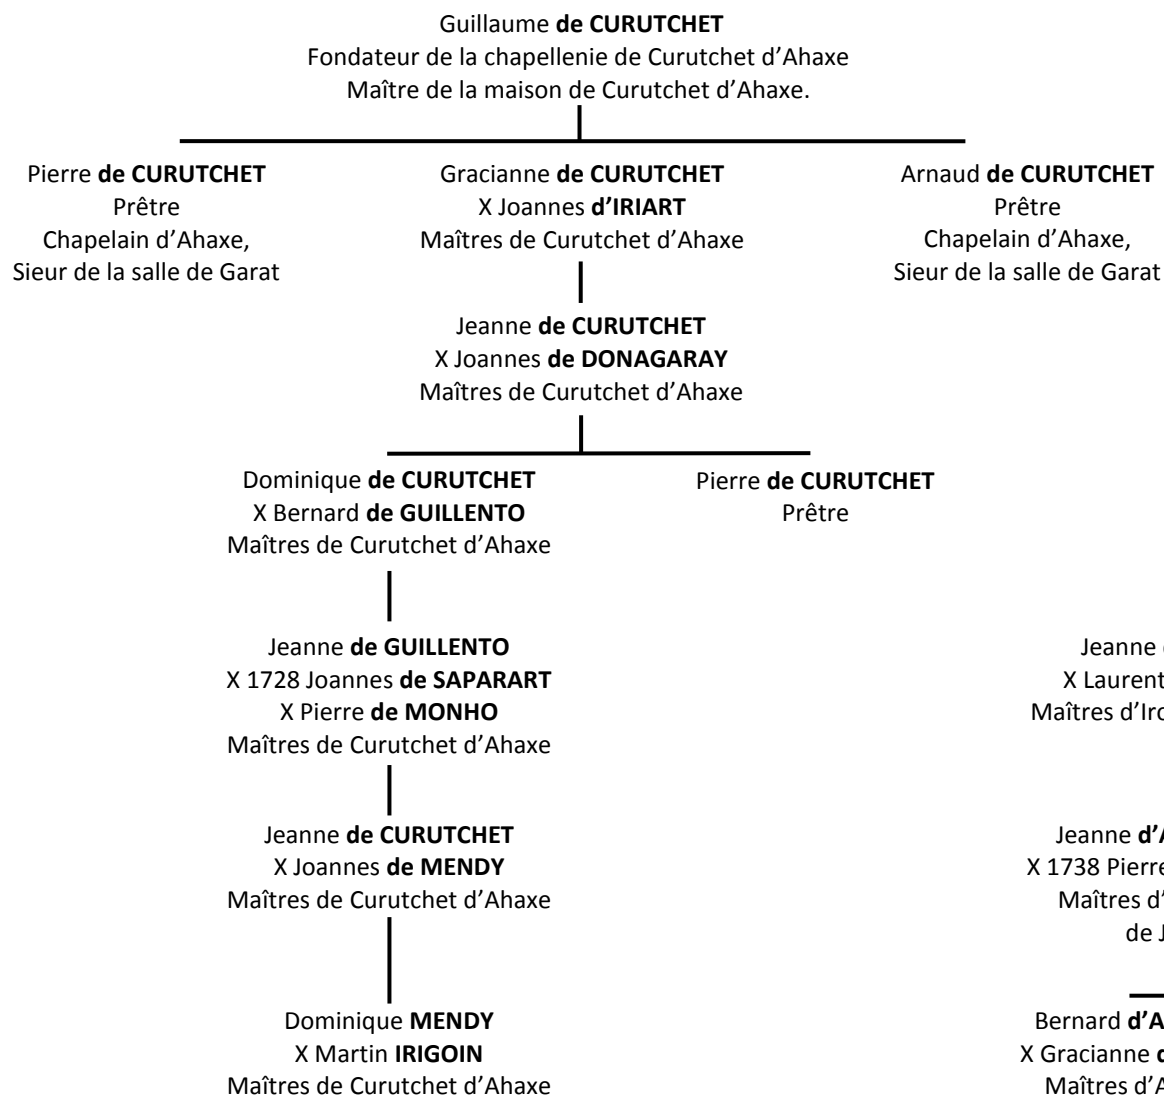 Guillaume de CURUTCHET
Fondateur de la chapellenie de Curutchet d’Ahaxe
Maître de la maison de Curutchet d’Ahaxe.
Pierre de CURUTCHET
Prêtre
Chapelain d’Ahaxe,
Sieur de la salle de Garat
Gracianne de CURUTCHET
X Joannes d’IRIART
Maîtres de Curutchet d’Ahaxe
Arnaud de CURUTCHET
Prêtre
Chapelain d’Ahaxe,
Sieur de la salle de Garat
Jeanne de CURUTCHET
X Joannes de DONAGARAY
Maîtres de Curutchet d’Ahaxe
Dominique de CURUTCHET
X Bernard de GUILLENTO
Maîtres de Curutchet d’Ahaxe
Pierre de CURUTCHET
Prêtre
Jeanne de GUILLENTO
X 1728 Joannes de SAPARART
X Pierre de MONHO
Maîtres de Curutchet d’Ahaxe
Jeanne
X Laurent
Maîtres
Jeanne de CURUTCHET
X Joannes de MENDY
Maîtres de Curutchet d’Ahaxe
Jeanne
X 1738 Pierre
Maîtres
de
Dominique MENDY
X Martin IRIGOIN
Maîtres de Curutchet d’Ahaxe
Bernard
X Gracianne
Maîtres